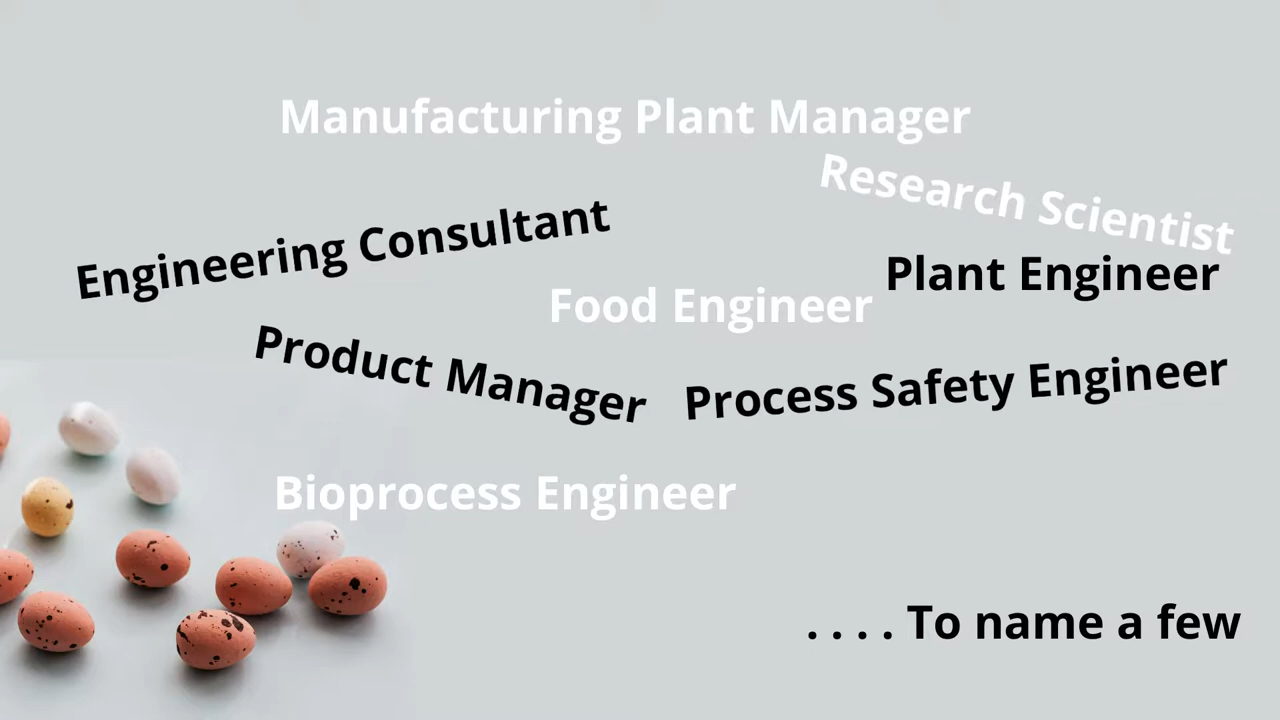 Manufacturing Plant Manager
Research Scientist
Engineering Consultant
Plant Engineer
Food Engineer
Product Manager
Process Safety Engineer
Bioprocess Engineer
. . . . To name a few